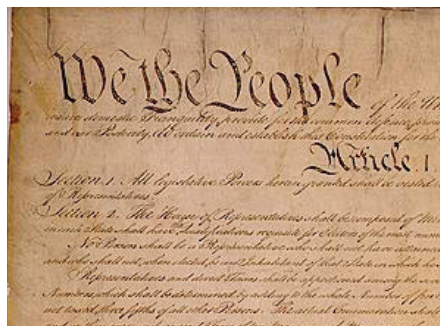 We the People of the
insure domestic Tranquility, provide for the common defence,
and our Posterity, do ordain and establish this Constitution for the
Article. I.
Section. 1. All legislative Powers herein granted shall be vested
of Representatives.
Section. 2. The House of Representatives shall be composed of
in each State shall have Qualifications requisite for Electors of the most
No Person shall be a Representative who shall not have
and who shall not, when elected, be an Inhabitant of that State in which
Representatives and direct Taxes shall be apportioned among the
Numbers, which shall be determined by adding to the whole Number of
not taxed, three fifths of all other Persons. The actual Enumeration shall